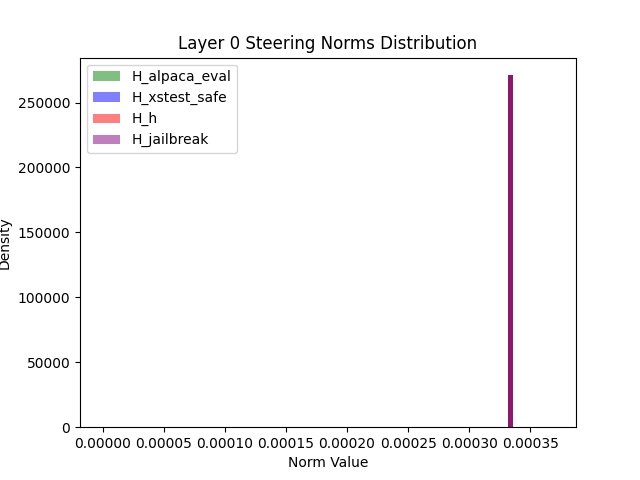 Layer 0 Steering Norms Distribution
H_alpaca_eval
H_xstest_safe
H_h
H_jailbreak
250000
200000
150000
100000
50000
0
Density
0.00000 0.00005 0.00010 0.00015 0.00020 0.00025 0.00030 0.00035
Norm Value